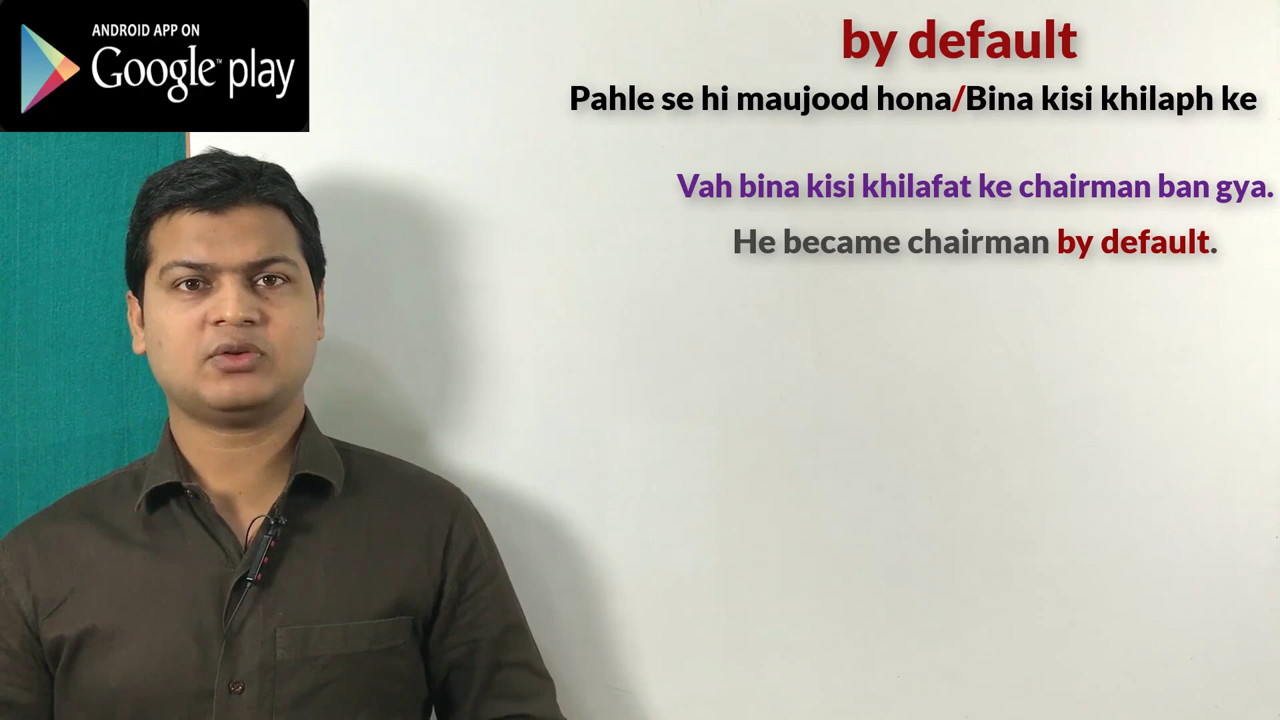 ANDROID APP ON
Google play
by default
Pahle se hi maujood hona/Bina kisi khilaph ke
Vah bina kisi khilafat ke chairman ban gya.
He became chairman by default.